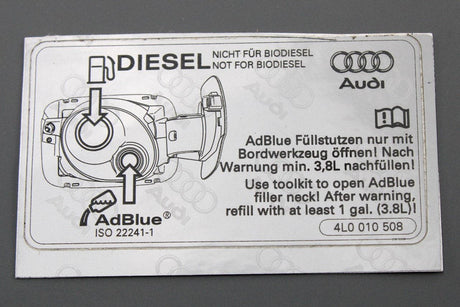 DIESEL
NICHT FÜR BIODIESEL
NOT FOR BIODIESEL
Audi
AdBlue Füllstutzen nur mit
Bordwerkzeug öffnen! Nach
Warnung min. 3,8L nachfüllen!
Use toolkit to open AdBlue
filler neck! After warning,
refill with at least 1 gal. (3.8L)!
AdBlue®
ISO 22241-1
4L0 010 508